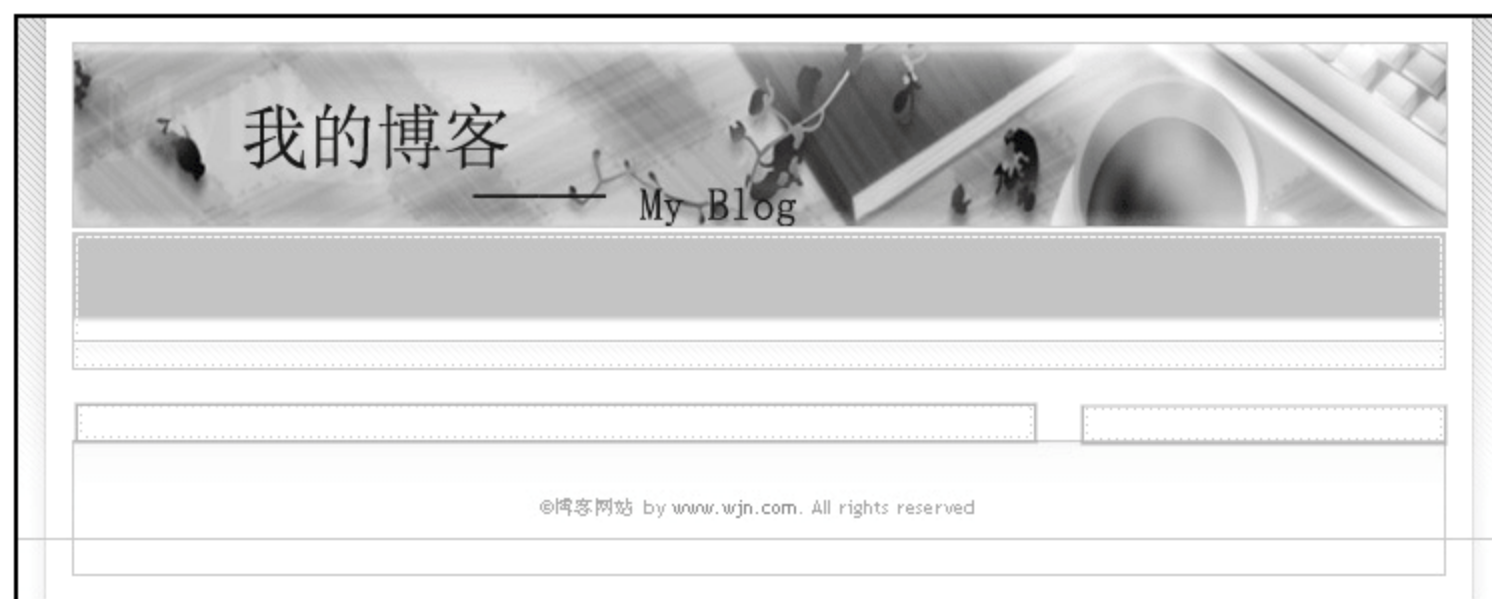 我的博客
——— My Blog
©博客网站 by www.wjn.com. All rights reserved